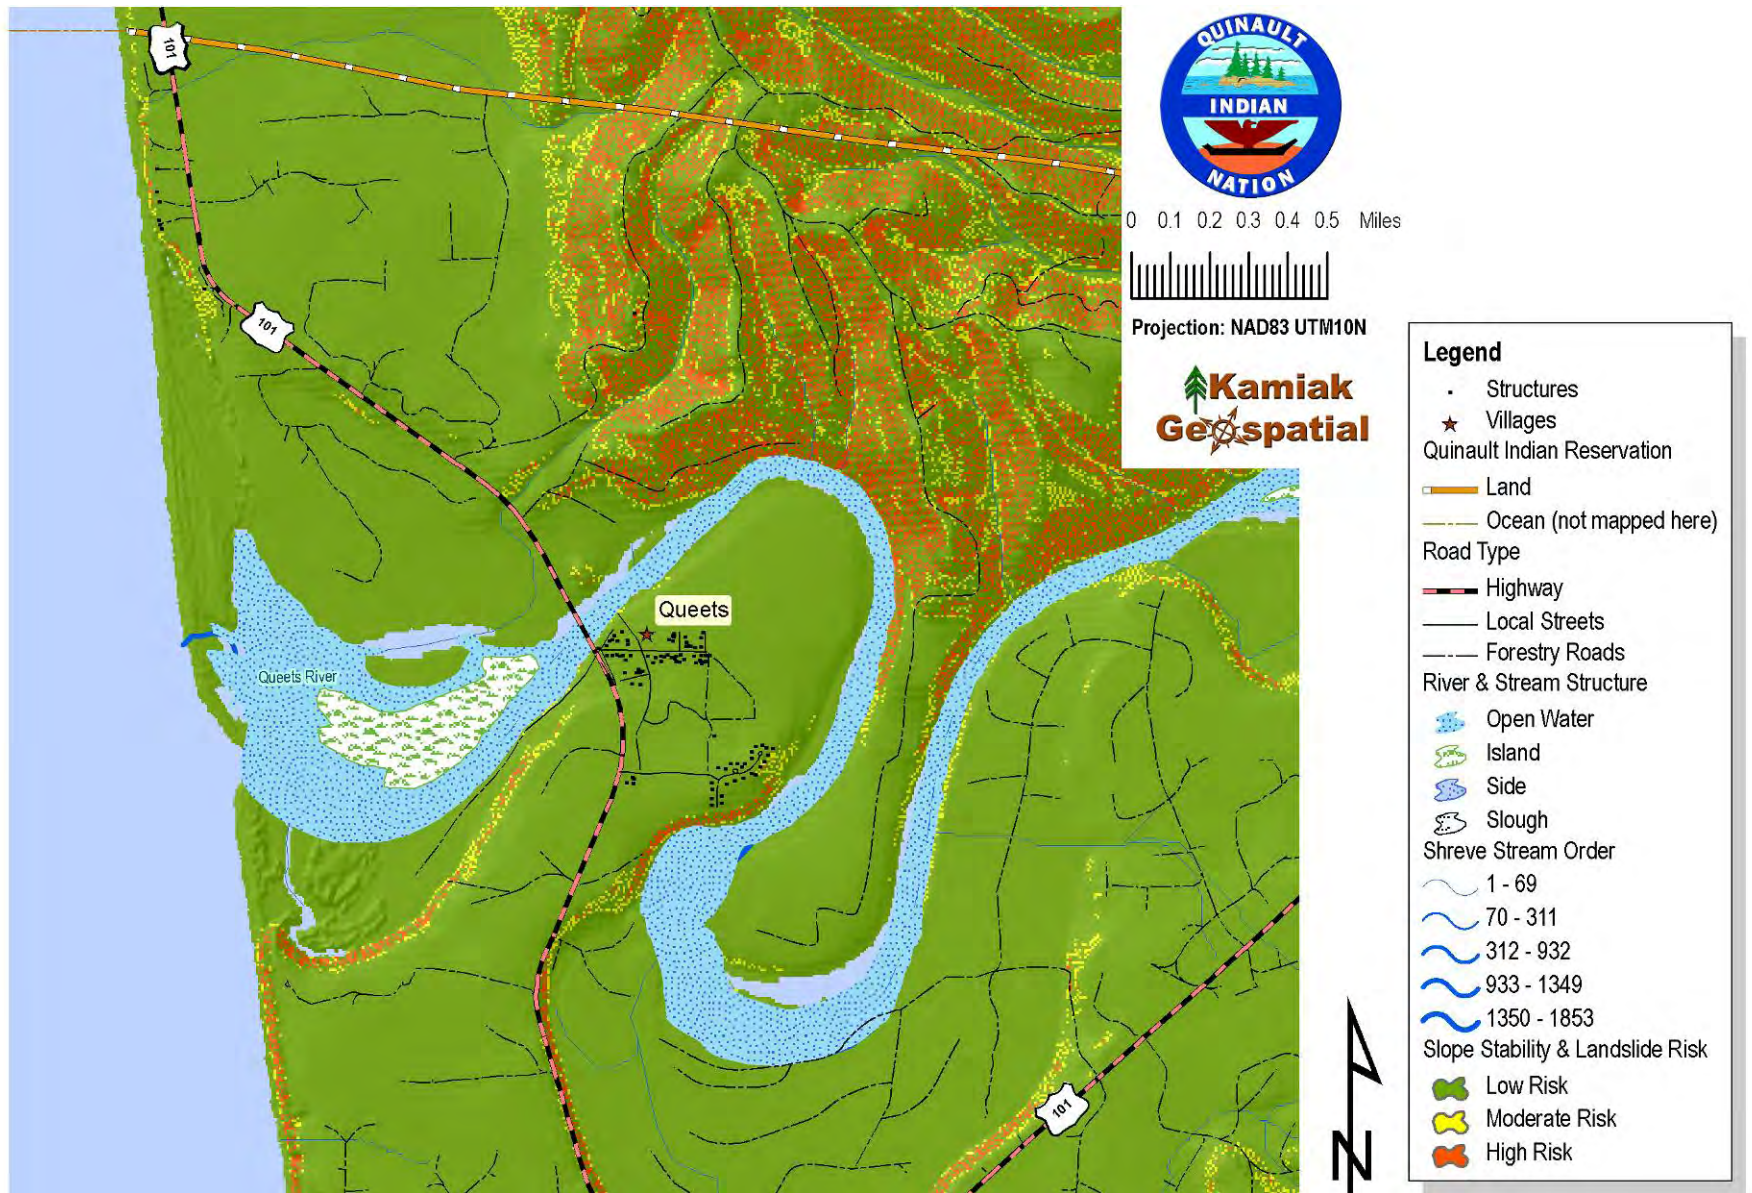 101
101
Queets
Queets River
101
QUINAULT
INDIAN
NATION
0 0.1 0.2 0.3 0.4 0.5 Miles
Projection: NAD83 UTM10N
Kamiak
Geospatial
Legend
Structures
Villages
Quinault Indian Reservation
Land
Ocean (not mapped here)
Road Type
Highway
Local Streets
Forestry Roads
River & Stream Structure
Open Water
Island
Side
Slough
Shreve Stream Order
1 - 69
70 - 311
312 - 932
933 - 1349
1350 - 1853
Slope Stability & Landslide Risk
Low Risk
Moderate Risk
High Risk
N